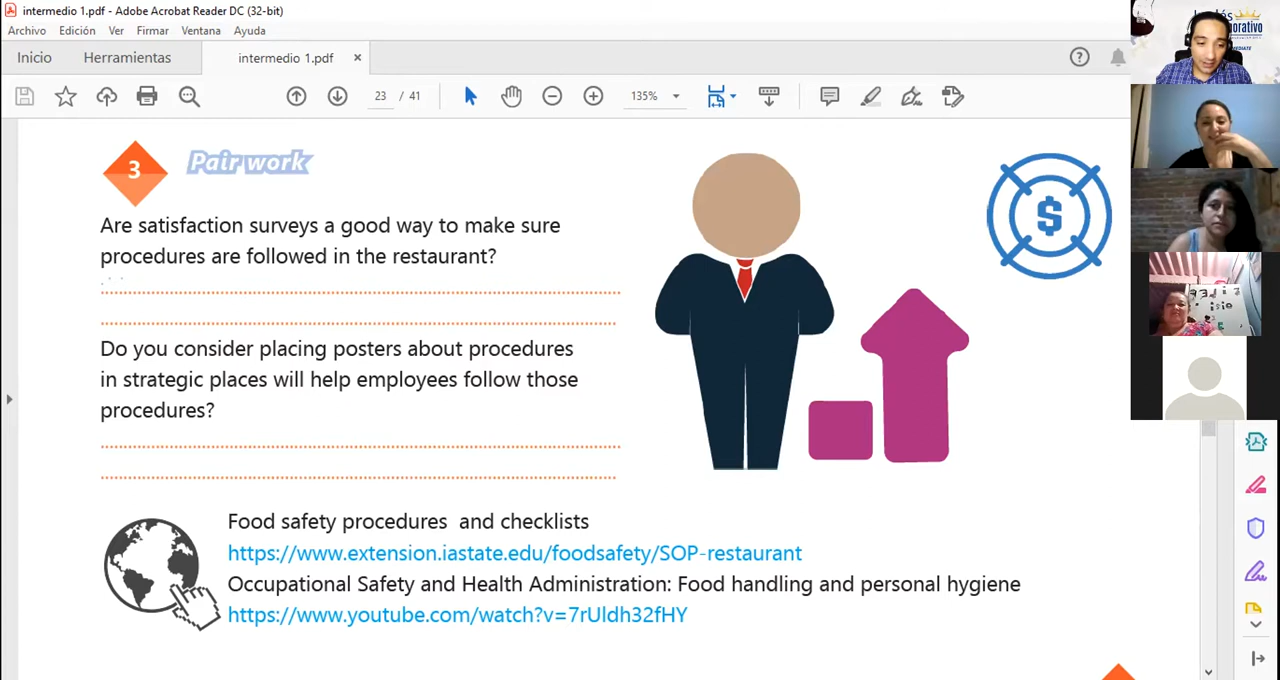 intermedio 1.pdf - Adobe Acrobat Reader DC (32-bit)
Archivo Edición Ver Firmar Ventana Ayuda
Inicio Herramientas intermedio 1.pdf ×
23 / 41 135%
3 Pair work
Are satisfaction surveys a good way to make sure
procedures are followed in the restaurant?
Do you consider placing posters about procedures
in strategic places will help employees follow those
procedures?
$
Food safety procedures and checklists
https://www.extension.iastate.edu/foodsafety/SOP-restaurant
Occupational Safety and Health Administration: Food handling and personal hygiene
https://www.youtube.com/watch?v=7rUldh32fHY